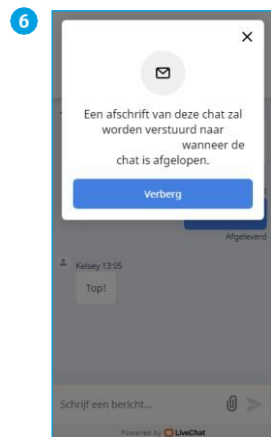 6
Een afschrift van deze chat zal
worden verstuurd naar
wanneer de
chat is afgelopen.
Verberg
Afgeleverd
Kelsey 13:05
Top!
Schrijf een bericht...
Powered by LiveChat